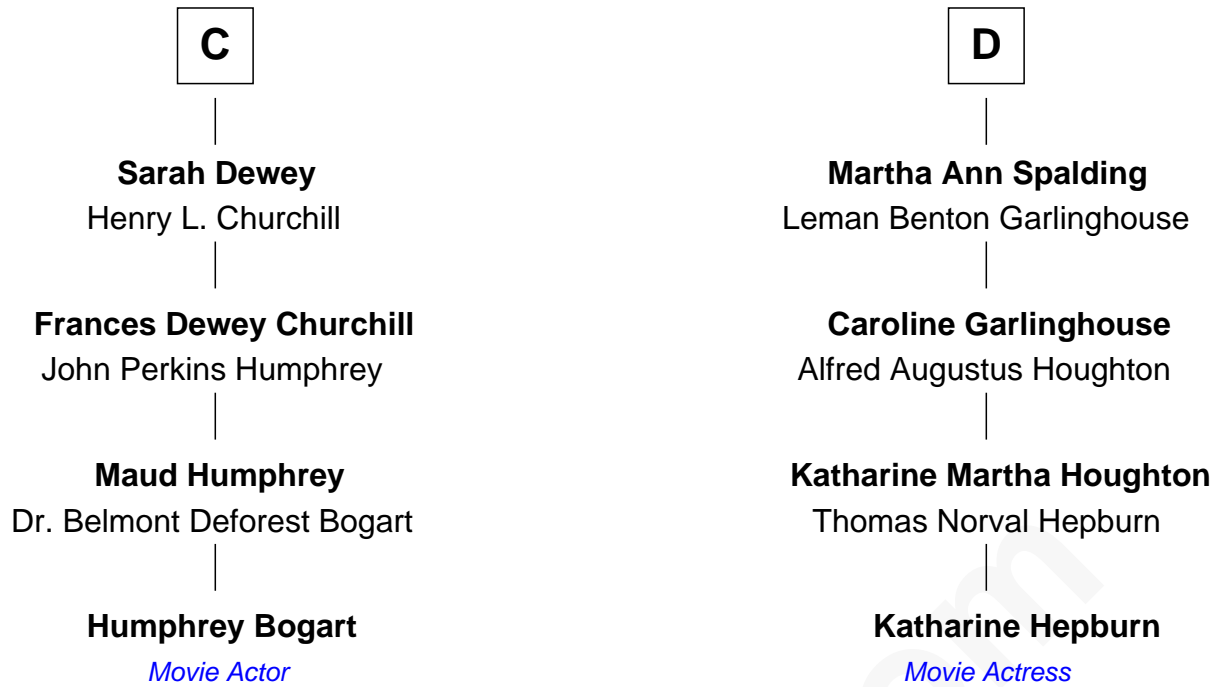 C
Sarah Dewey
Henry L. Churchill
Frances Dewey Churchill
John Perkins Humphrey
Maud Humphrey
Dr. Belmont Deforest Bogart
Humphrey Bogart
Movie Actor
D
Martha Ann Spalding
Leman Benton Garlinghouse
Caroline Garlinghouse
Alfred Augustus Houghton
Katharine Martha Houghton
Thomas Norval Hepburn
Katharine Hepburn
Movie Actress